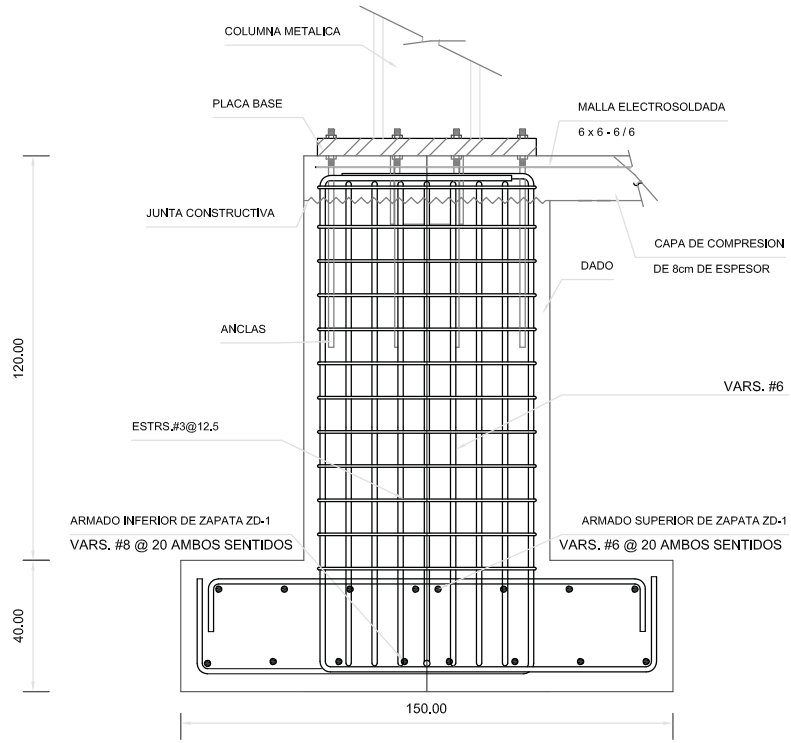 COLUMNA METALICA
PLACA BASE
MALLA ELECTROSOLDADA
6 x 6 - 6 / 6
JUNTA CONSTRUCTIVA
CAPA DE COMPRESION
DE 8cm DE ESPESOR
DADO
ANCLAS
120.00
VARS. #6
ESTRS.#3@12.5
ARMADO INFERIOR DE ZAPATA ZD-1
VARS. #8 @ 20 AMBOS SENTIDOS
ARMADO SUPERIOR DE ZAPATA ZD-1
VARS. #6 @ 20 AMBOS SENTIDOS
40.00
150.00